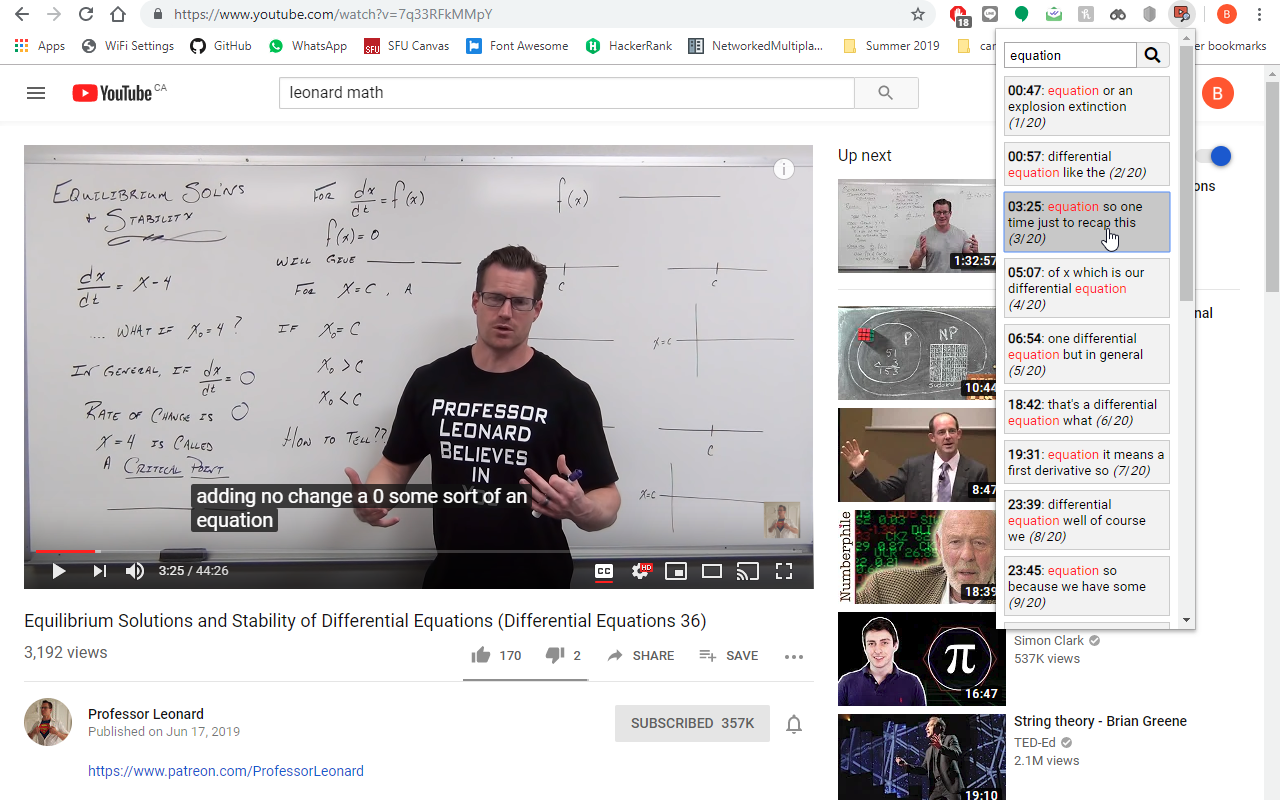 https://www.youtube.com/watch?v=7q33RFkMMpY
18
B
Apps
WiFi Settings
GitHub
WhatsApp
SFU
SFU Canvas
Font Awesome
HackerRank
NetworkedMultipla...
Summer 2019
er bookmarks
YouTube CA
leonard math
B
equation
00:47: equation or an
explosion extinction
(1/20)
00:57: differential
equation like the (2/20)
03:25: equation so one
time just to recap this
(3/20)
05:07: of x which is our
differential equation
(4/20)
06:54: one differential
equation but in general
(5/20)
18:42: that's a differential
equation what (6/20)
19:31: equation it means a
first derivative so (7/20)
23:39: differential
equation well of course
we (8/20)
23:45: equation so
because we have some
(9/20)
EQUILIBRIUM SOL'NS
+ STABILITY
dx/dt = X-4
.... WHAT IF X₀=4 ?
IN GENERAL, IF dx/dt = 0
RATE OF CHANGE IS 0
X=4 IS CALLED
A CRITICAL POINT
FOR dx/dt = f(x)
f(x)=0
WILL GIVE
FOR X=C, A
IF X₀=C
X₀>C
X₀<C
HOW TO TELL??
f(x)
C
C
X=C
C
X=C
PROFESSOR
LEONARD
BELIEVES
IN
adding no change a 0 some sort of an
equation
3:25 / 44:26
CC
HD
Up next
1:32:57
P
NP
10:44
8:47
Numberphile
18:39
π
16:47
19:10
ons
nal
Simon Clark
537K views
String theory - Brian Greene
TED-Ed
2.1M views
Equilibrium Solutions and Stability of Differential Equations (Differential Equations 36)
3,192 views
170
2
SHARE
SAVE
Professor Leonard
Published on Jun 17, 2019
SUBSCRIBED 357K
https://www.patreon.com/ProfessorLeonard